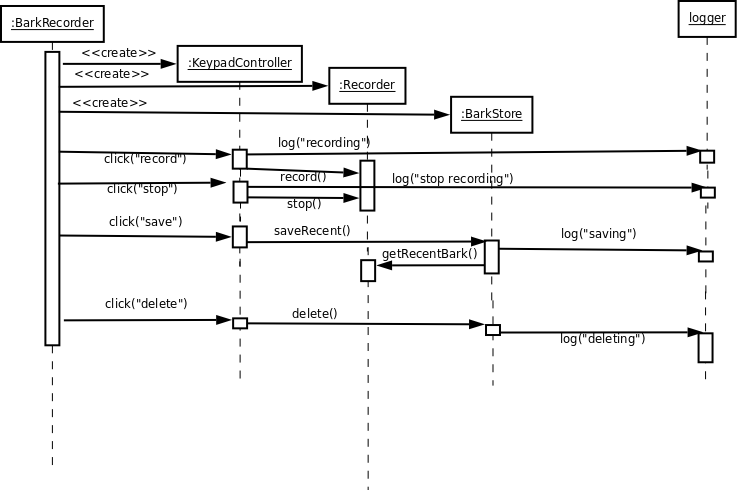 :BarkRecorder
logger
<<create>>
:KeypadController
<<create>>
:Recorder
<<create>>
:BarkStore
log("recording)
click("record")
record()
log("stop recording")
click("stop")
stop()
click("save")
saveRecent()
log("saving")
getRecentBark()
click("delete")
delete()
log("deleting")